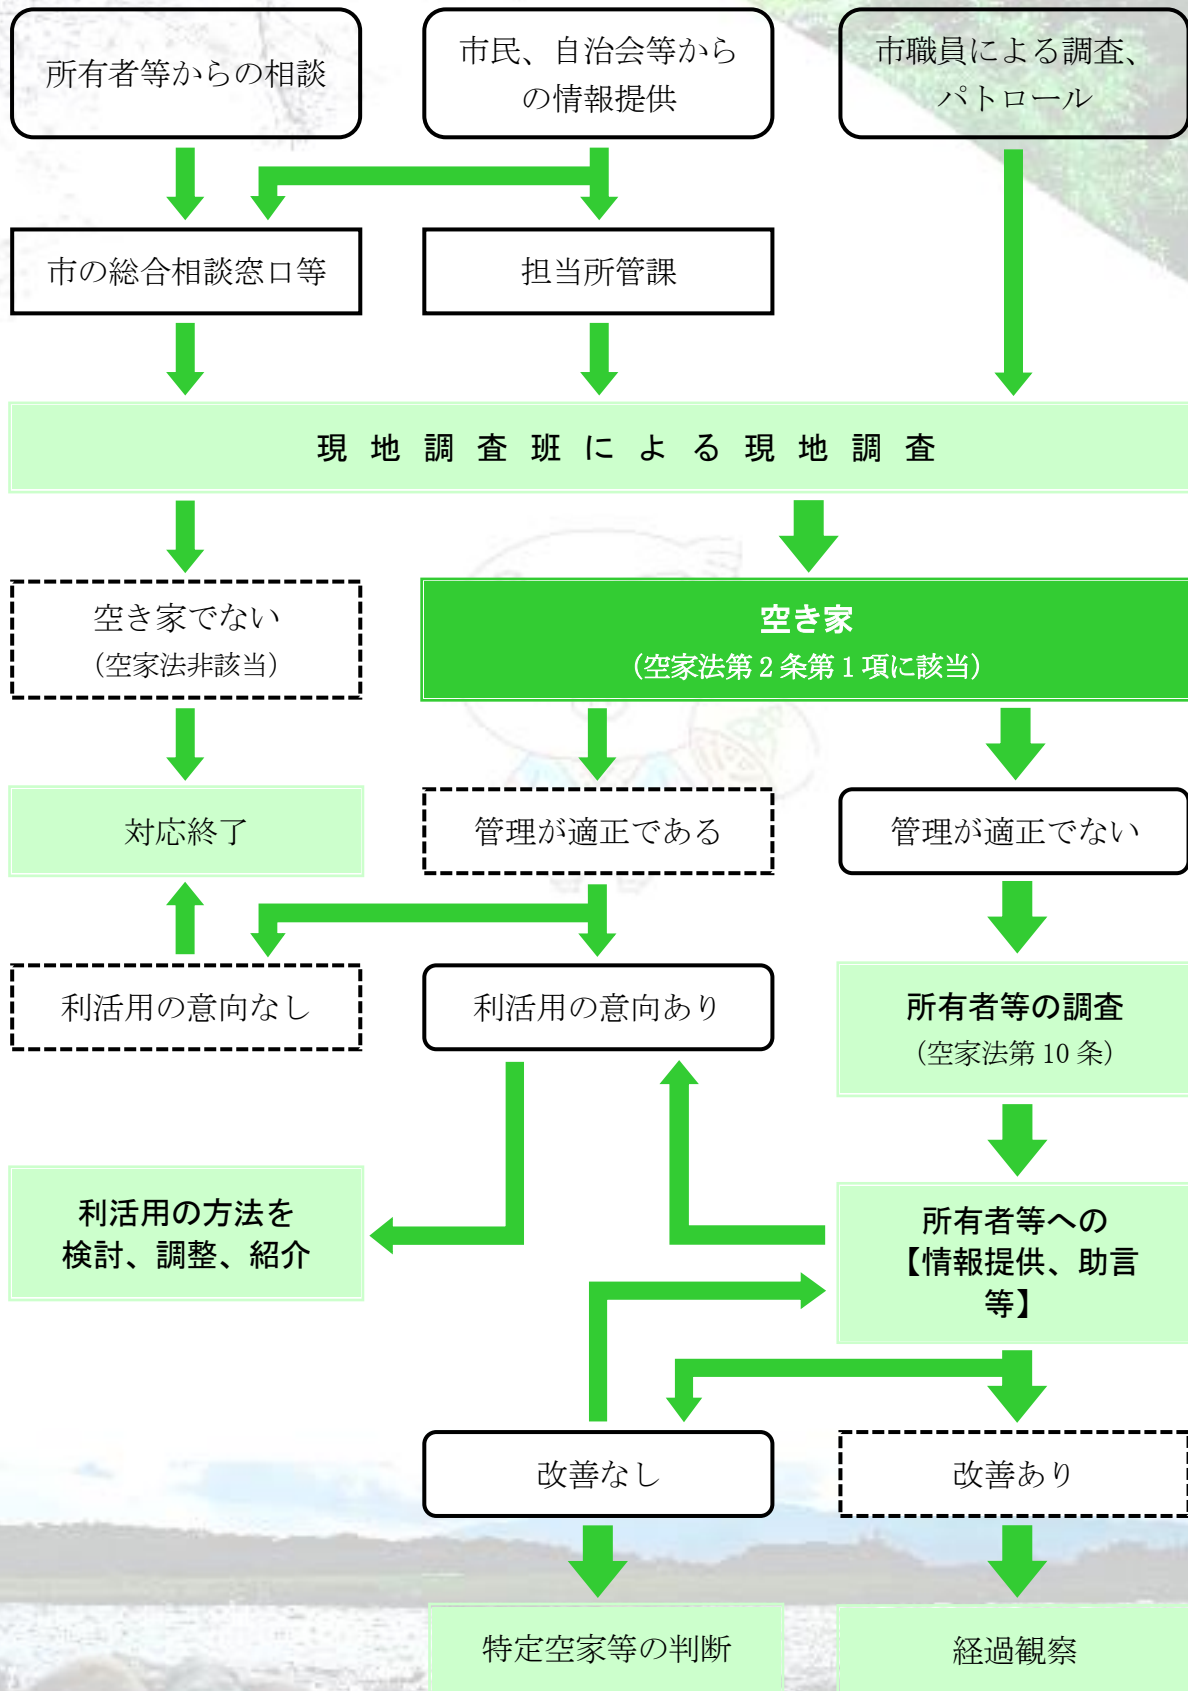 所有者等からの相談
市民、自治会等から
の情報提供
市職員による調査、
パトロール
市の総合相談窓口等
担当所管課
現地調査班による現地調査
空き家でない
（空家法非該当）
空き家
（空家法第2条第1項に該当）
対応終了
管理が適正である
管理が適正でない
利活用の意向なし
利活用の意向あり
所有者等の調査
（空家法第10条）
利活用の方法を
検討、調整、紹介
所有者等への
【情報提供、助言
等】
改善なし
改善あり
特定空家等の判断
経過観察